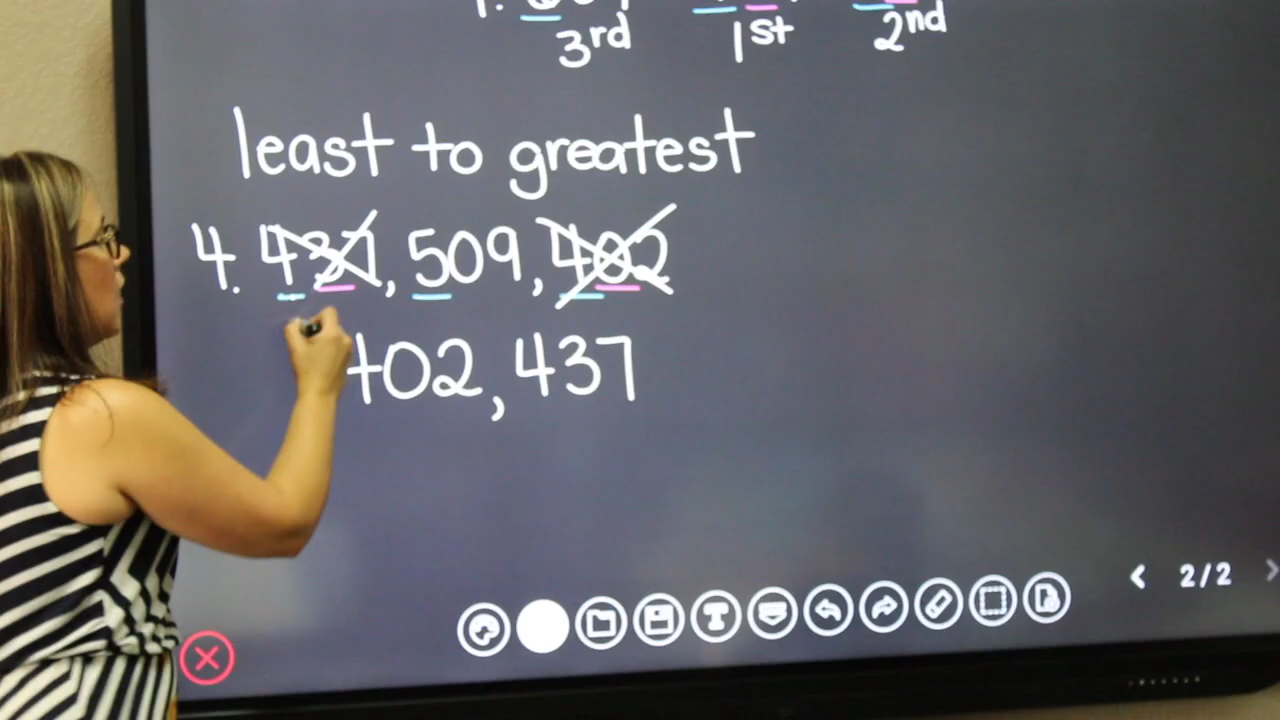 3rd 1st 2nd
least to greatest
4. 437, 509, 402
402, 437
2/2